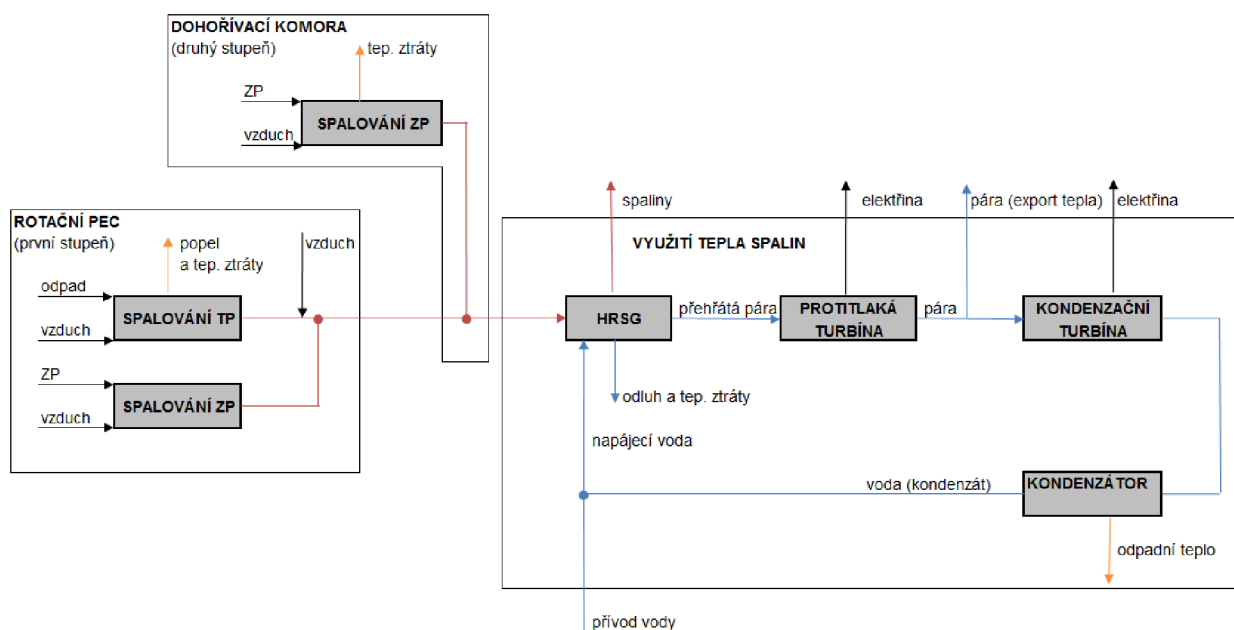 DOHOŘÍVACÍ KOMORA
(druhý stupeň)
tep. ztráty
ZP
SPALOVÁNÍ ZP
vzduch
ROTAČNÍ PEC
(první stupeň)
popel
a tep. ztráty
vzduch
odpad
SPALOVÁNÍ TP
vzduch
ZP
SPALOVÁNÍ ZP
vzduch
spaliny
elektřina
pára (export tepla)
elektřina
VYUŽITÍ TEPLA SPALIN
HRSG
přehřátá pára
PROTITLAKÁ
TURBÍNA
pára
KONDENZAČNÍ
TURBÍNA
odluh a tep. ztráty
napájecí voda
voda (kondenzát)
KONDENZÁTOR
odpadní teplo
přívod vody